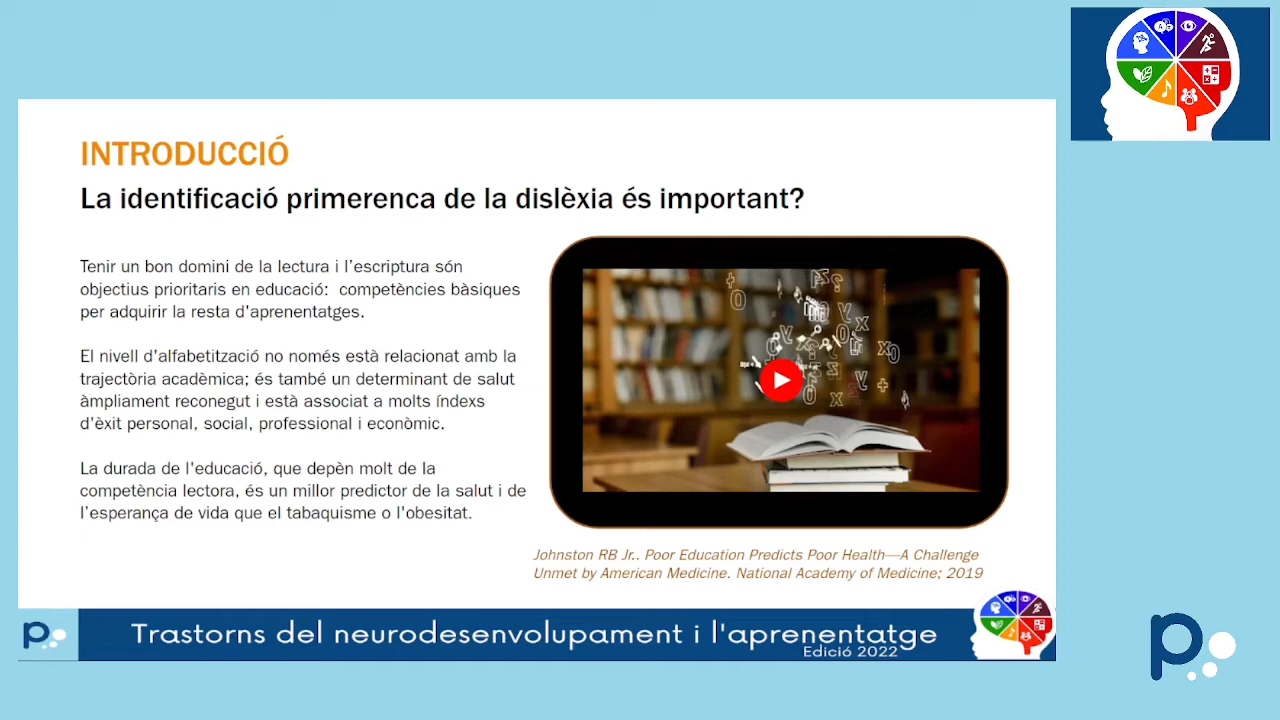 INTRODUCCIÓ
La identificació primerenca de la dislèxia és important?
Tenir un bon domini de la lectura i l'escriptura són
objectius prioritaris en educació:  competències bàsiques
per adquirir la resta d'aprenentatges.
El nivell d'alfabetització no només està relacionat amb la
trajectòria acadèmica; és també un determinant de salut
àmpliament reconegut i està associat a molts índexs
d'èxit personal, social, professional i econòmic.
La durada de l'educació, que depèn molt de la
competència lectora, és un millor predictor de la salut i de
l'esperança de vida que el tabaquisme o l'obesitat.
Johnston RB Jr.. Poor Education Predicts Poor Health—A Challenge
Unmet by American Medicine. National Academy of Medicine; 2019
p
Trastorns del neurodesenvolupament i l'aprenentatge
Edició 2022
p